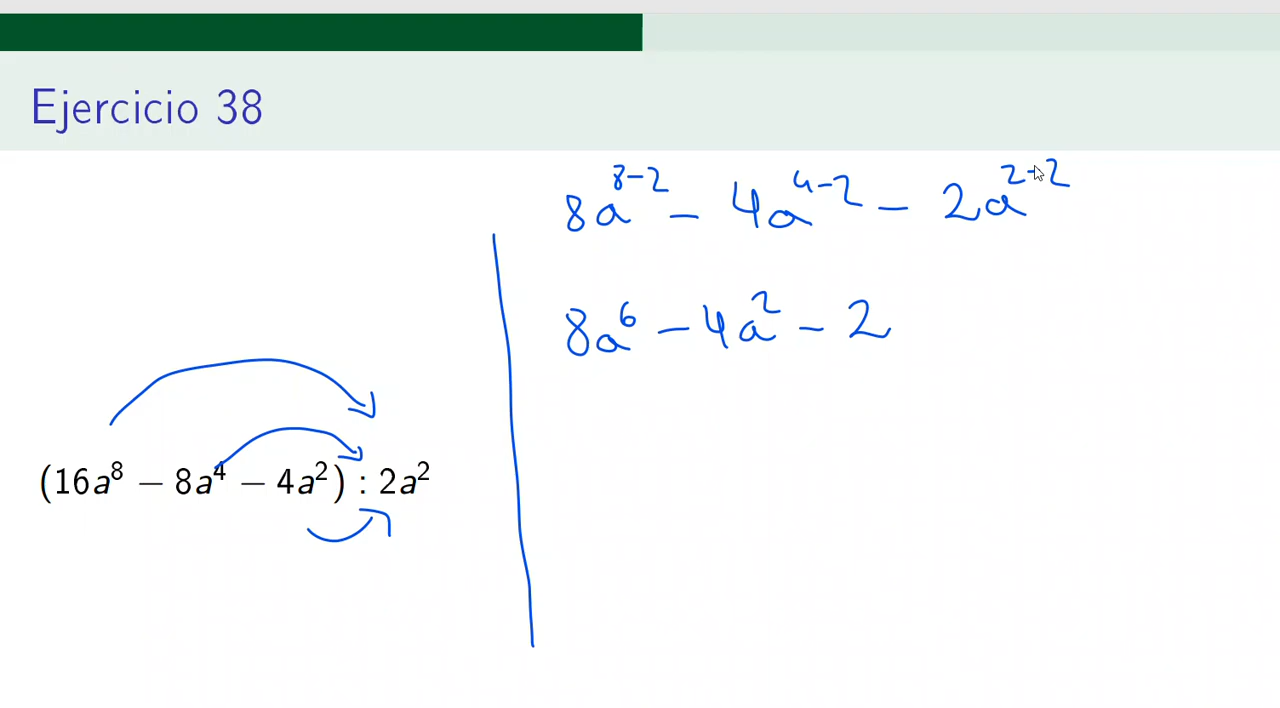 Ejercicio 38
8a^{8-2} - 4a^{4-2} - 2a^{2-2}
8a^6 - 4a^2 - 2
(16a^8 − 8a^4 − 4a^2) : 2a^2